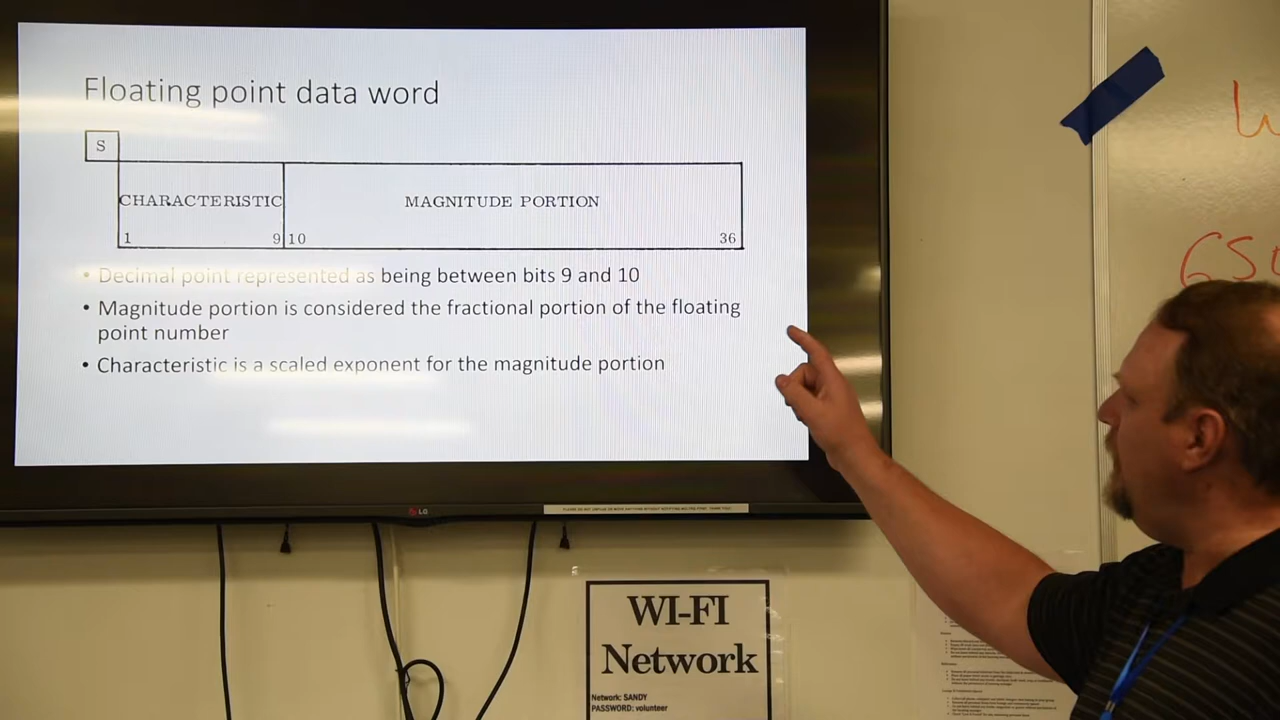 Floating point data word
S
CHARACTERISTIC
MAGNITUDE PORTION
1
9
10
36
• Decimal point represented as being between bits 9 and 10
• Magnitude portion is considered the fractional portion of the floating
point number
• Characteristic is a scaled exponent for the magnitude portion
LG
WI-FI
Network
Network: SANDY
PASSWORD: volunteer